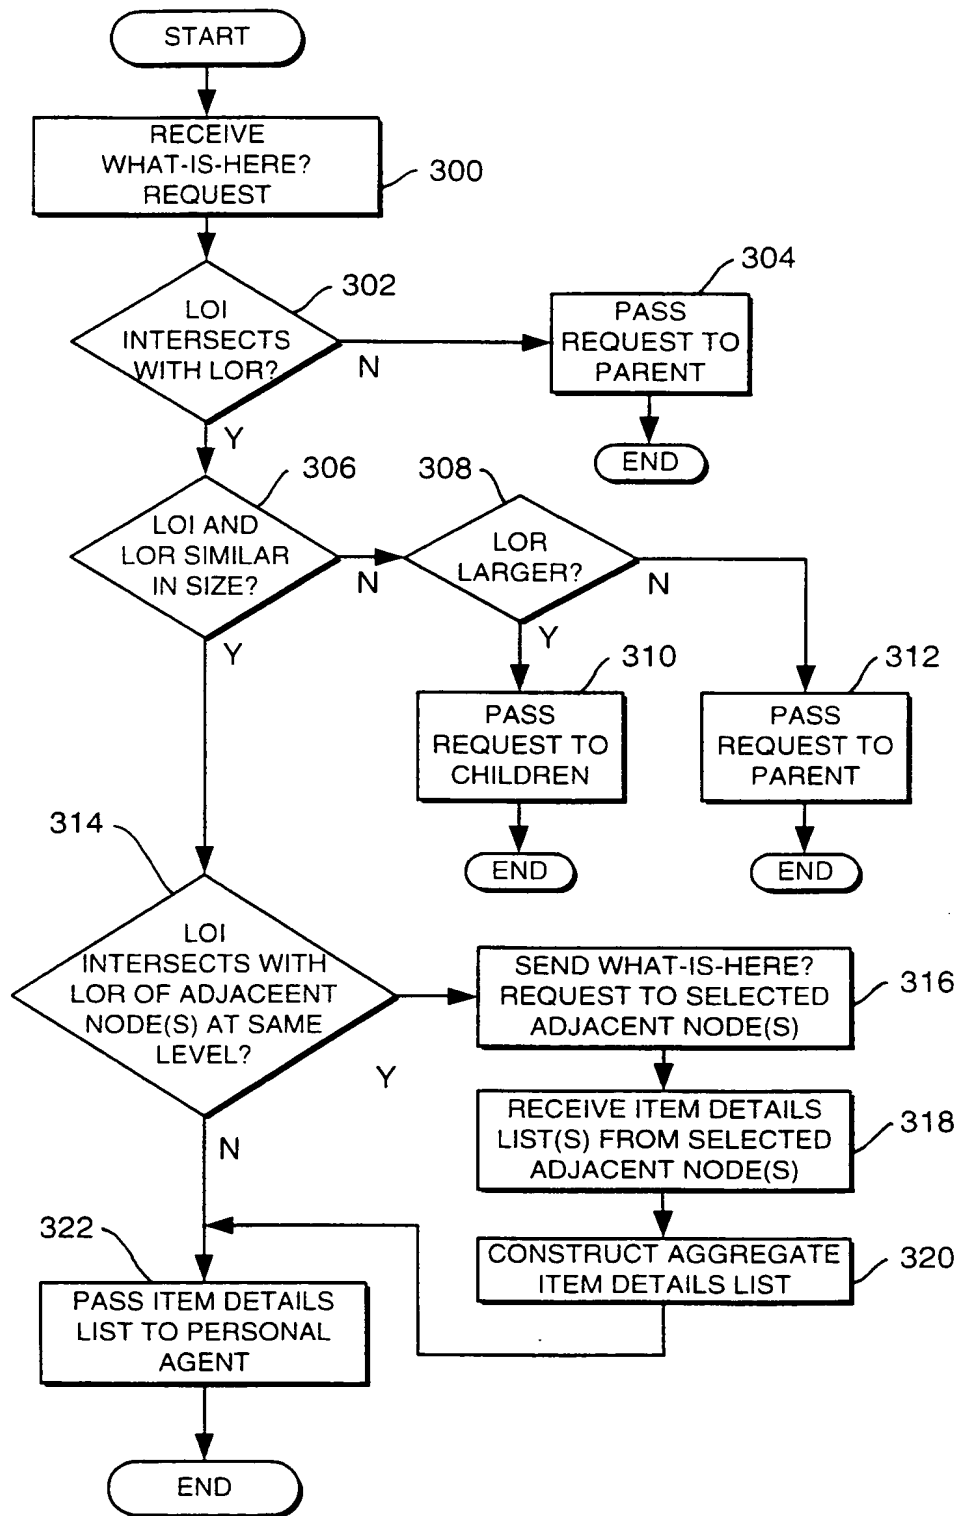 START
RECEIVE
WHAT-IS-HERE?
REQUEST
300
302
LOI
INTERSECTS
WITH LOR?
N
Y
304
PASS
REQUEST TO
PARENT
END
306
LOI AND
LOR SIMILAR
IN SIZE?
N
Y
308
LOR
LARGER?
N
Y
310
PASS
REQUEST TO
CHILDREN
END
312
PASS
REQUEST TO
PARENT
END
314
LOI
INTERSECTS WITH
LOR OF ADJACEENT
NODE(S) AT SAME
LEVEL?
Y
N
SEND WHAT-IS-HERE?
REQUEST TO SELECTED
ADJACENT NODE(S)
316
RECEIVE ITEM DETAILS
LIST(S) FROM SELECTED
ADJACENT NODE(S)
318
CONSTRUCT AGGREGATE
ITEM DETAILS LIST
320
322
PASS ITEM DETAILS
LIST TO PERSONAL
AGENT
END